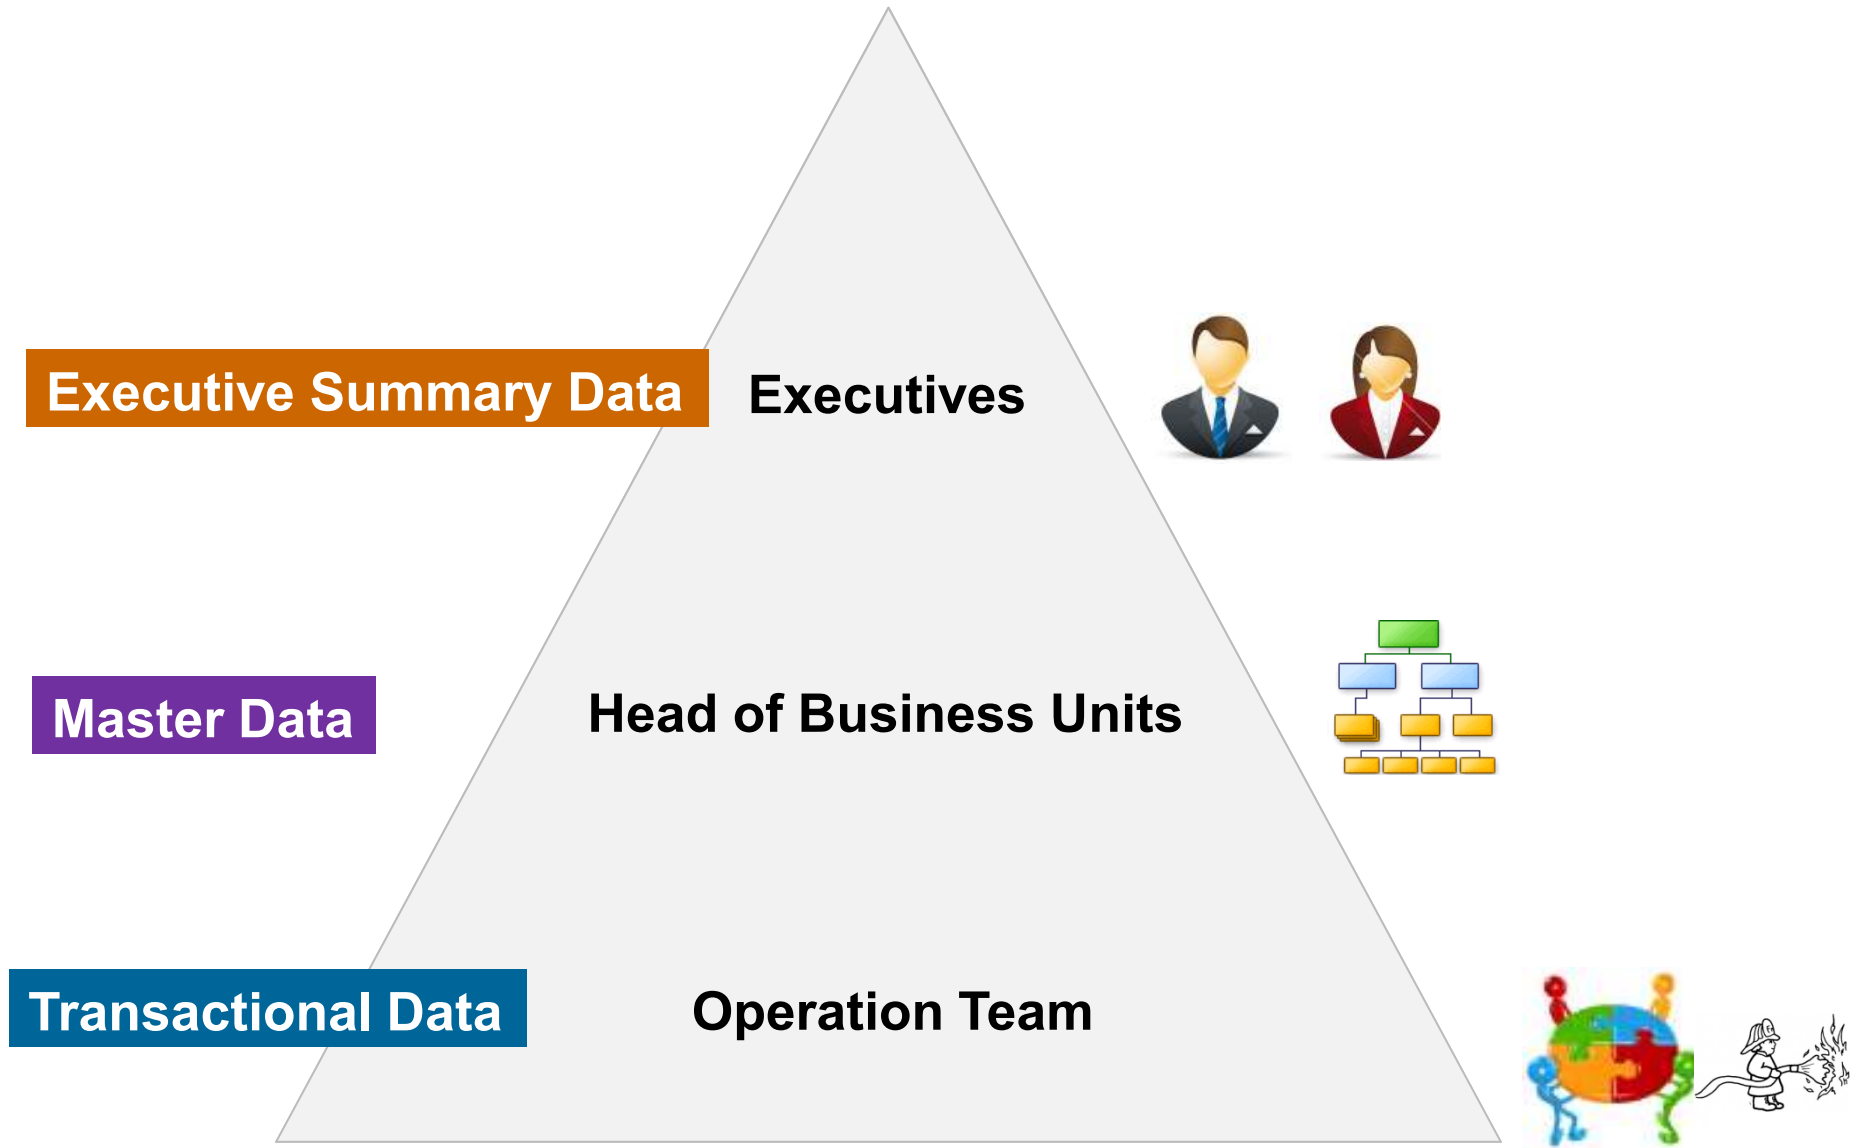 Executive Summary Data
Executives
Master Data
Head of Business Units
Transactional Data
Operation Team